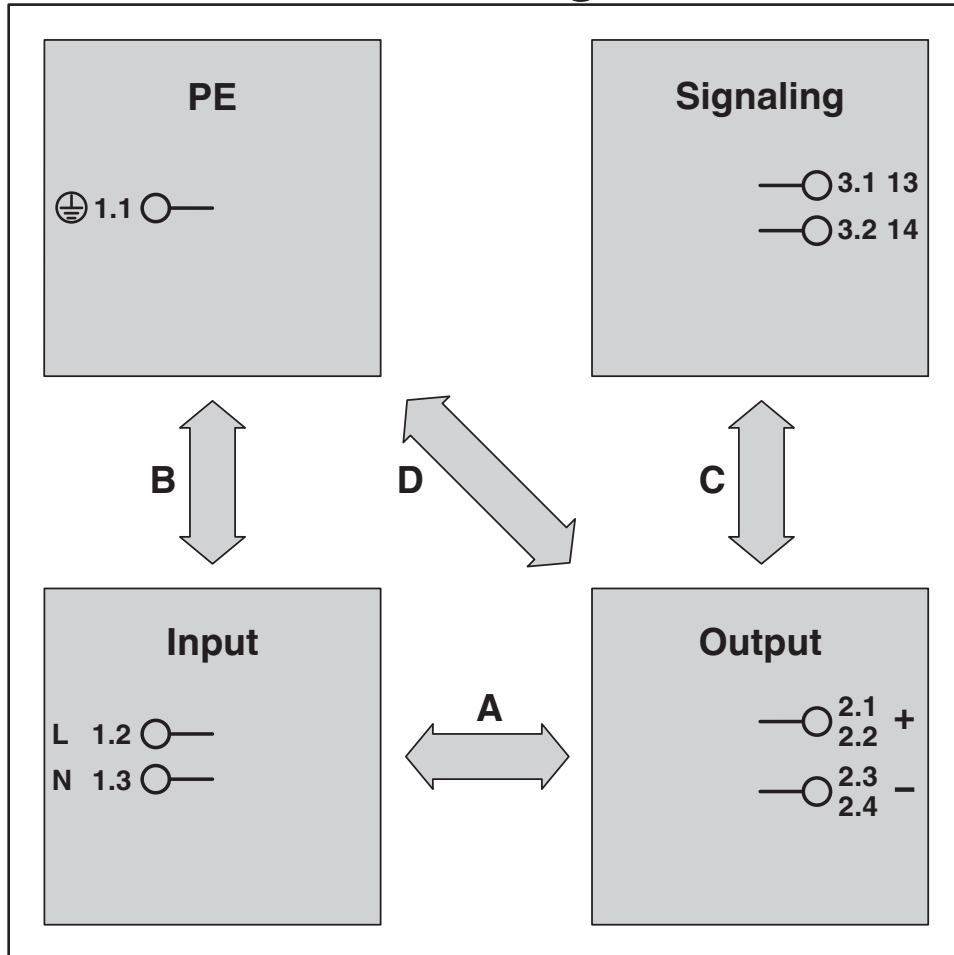 PE
1.1
Signaling
3.1 13
3.2 14
B
D
C
Input
L 1.2
N 1.3
A
Output
2.1
2.2 +
2.3
2.4 −